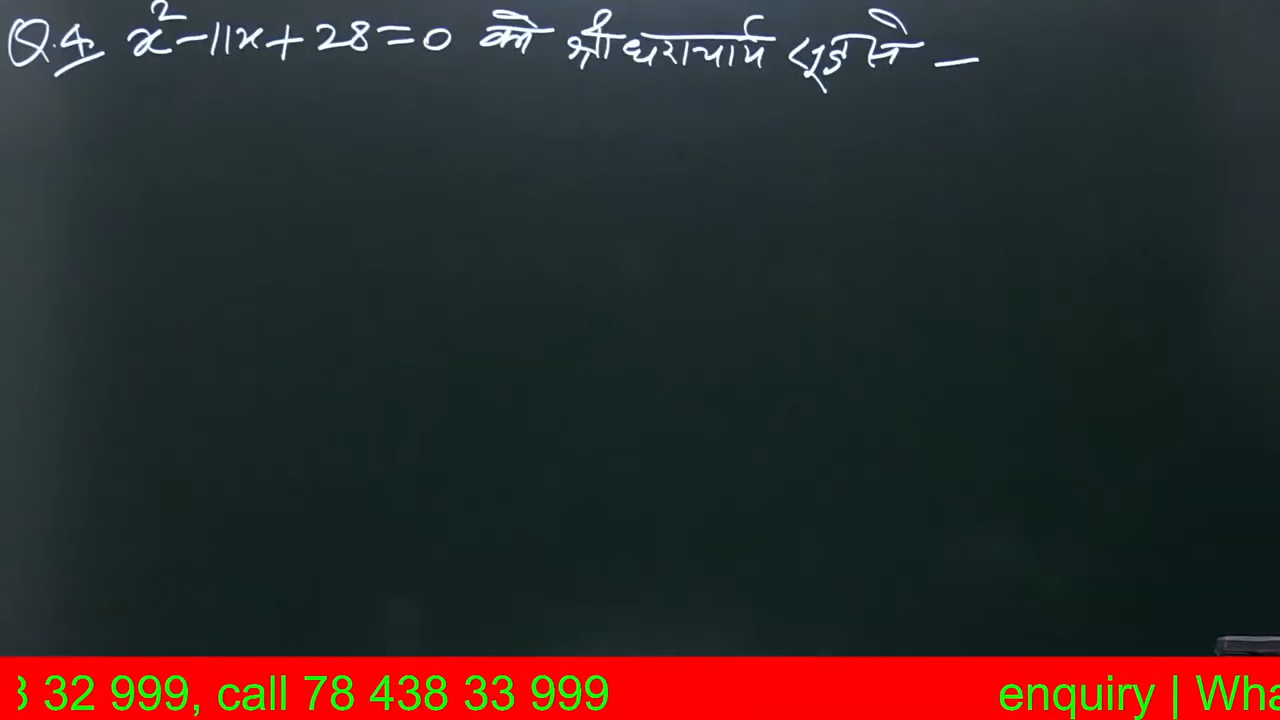 Q.4. x²-11x+28=0 को श्रीधराचार्य सूत्र से —
3 32 999, call 78 438 33 999 enquiry | Wha